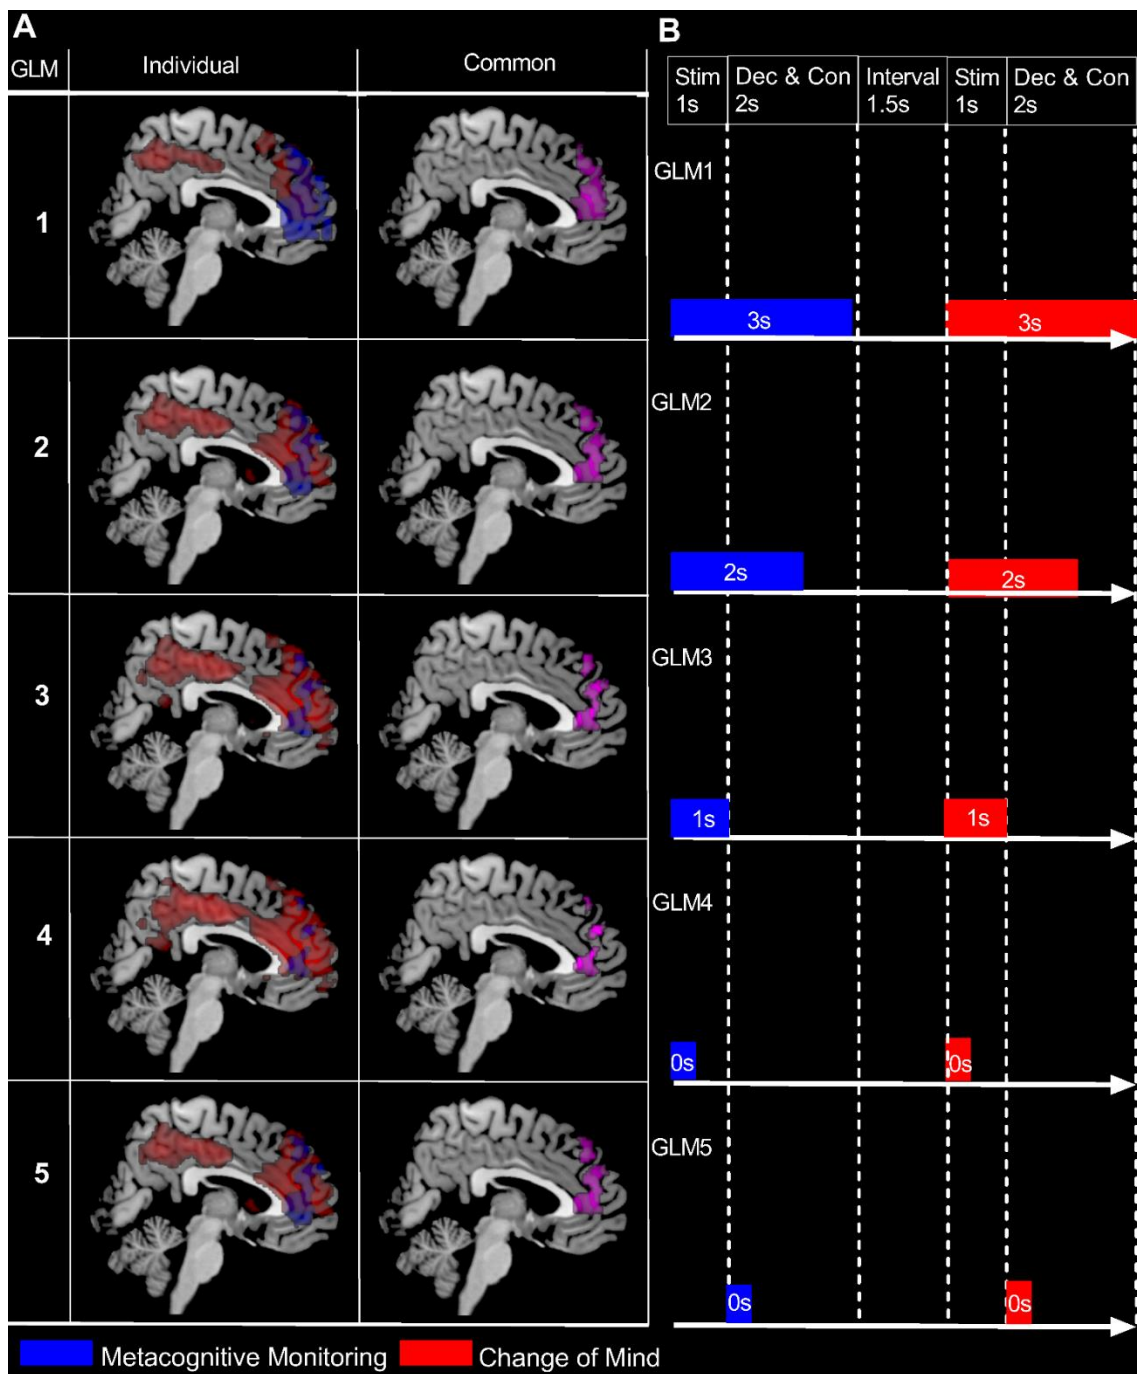 A
B
GLM Individual Common
Stim Dec & Con Interval Stim Dec & Con
1s 2s 1.5s 1s 2s
1
GLM1
3s 3s
2
GLM2
2s 2s
3
GLM3
1s 1s
4
GLM4
0s 0s
5
GLM5
0s 0s
Metacognitive Monitoring Change of Mind